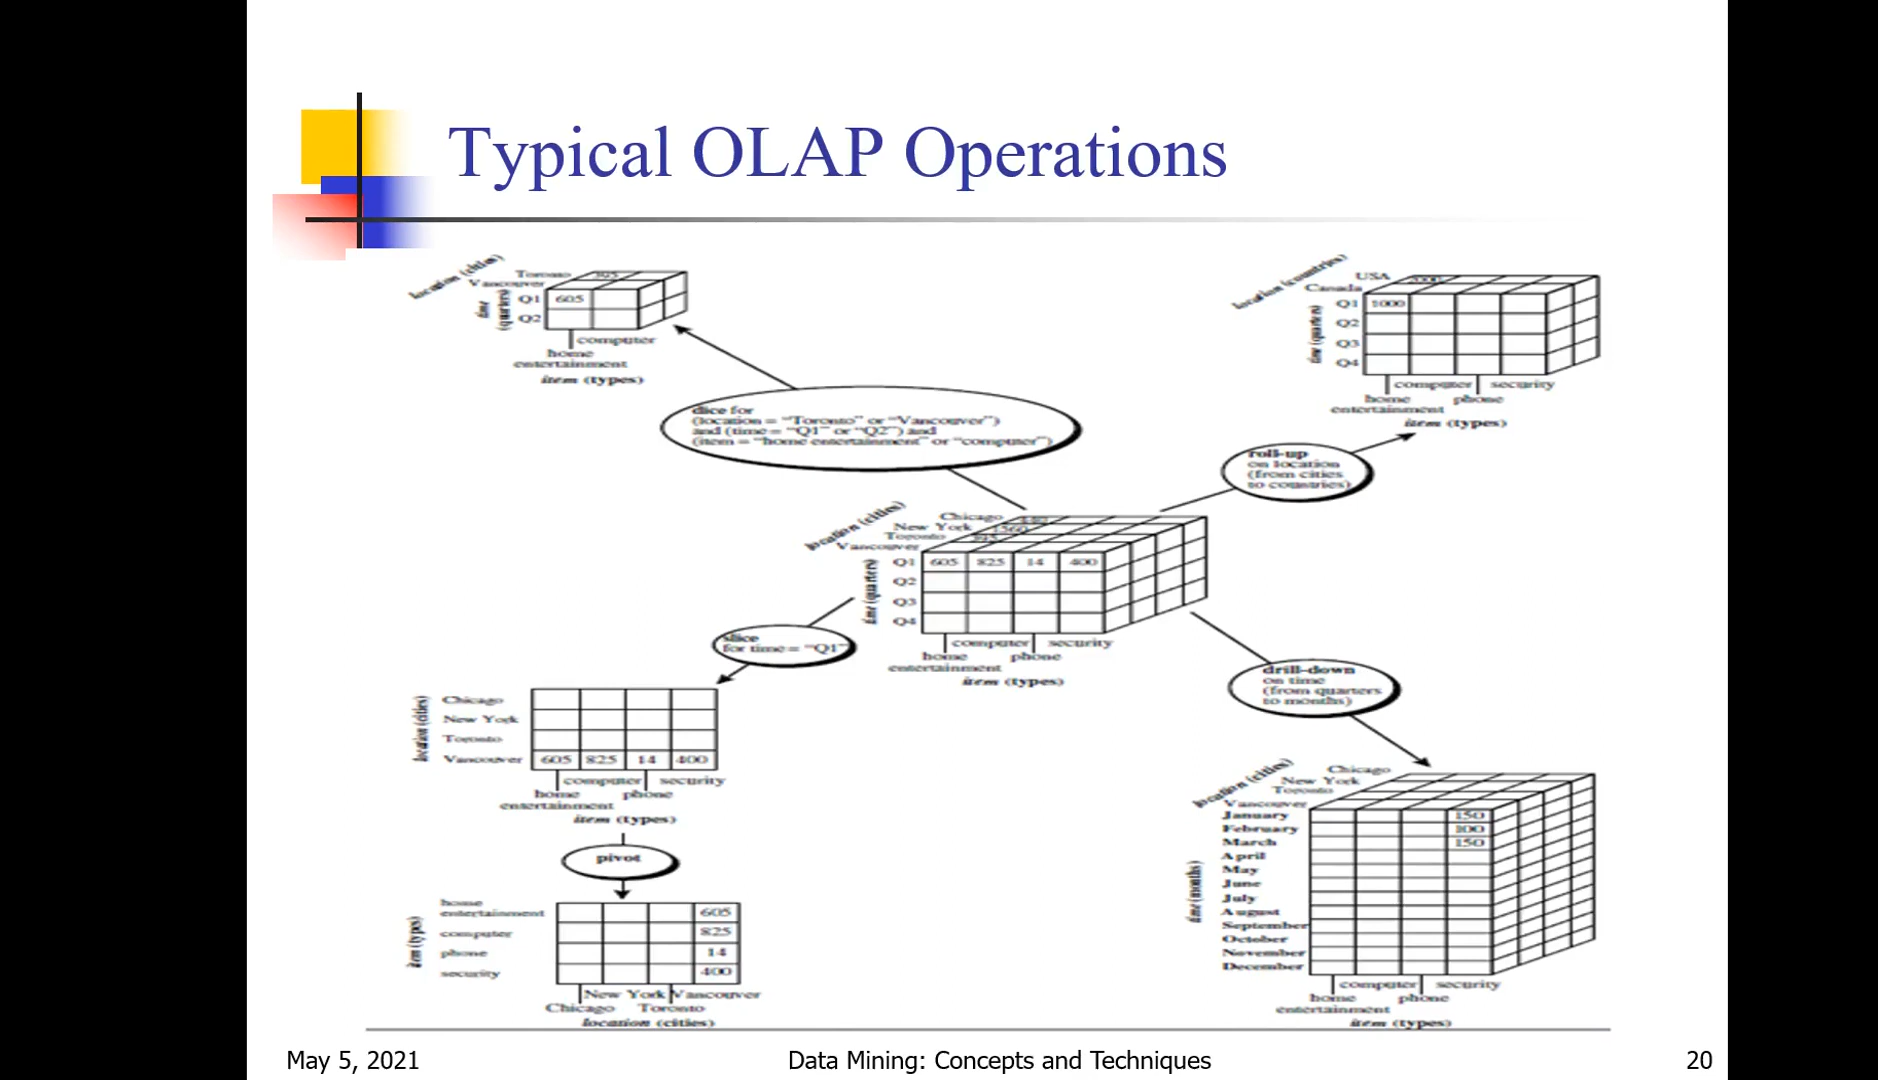 Typical OLAP Operations
location (cities)
Toronto 395
Vancouver
time
(quarters)
Q1 605
Q2
computer
home
entertainment
item (types)
location (countries)
USA 2000
Canada
time (quarters)
Q1 1000
Q2
Q3
Q4
computer security
home phone
entertainment
item (types)
dice for
(location = “Toronto” or “Vancouver”)
and (time = “Q1” or “Q2”) and
(item = “home entertainment” or “computer”)
roll-up
on location
(from cities
to countries)
location (cities)
Chicago 440
New York 1560
Toronto 395
Vancouver
time (quarters)
Q1 605 825 14 400
Q2
Q3
Q4
computer security
home phone
entertainment
item (types)
slice
for time = “Q1”
drill-down
on time
(from quarters
to months)
location (cities)
Chicago
New York
Toronto
Vancouver 605 825 14 400
computer security
home phone
entertainment
item (types)
pivot
item (types)
home
entertainment 605
computer 825
phone 14
security 400
New York Vancouver
Chicago Toronto
location (cities)
location (cities)
Chicago
New York
Toronto
Vancouver
time (months)
January 150
February 100
March 150
April
May
June
July
August
September
October
November
December
computer security
home phone
entertainment
item (types)
May 5, 2021
Data Mining: Concepts and Techniques
20